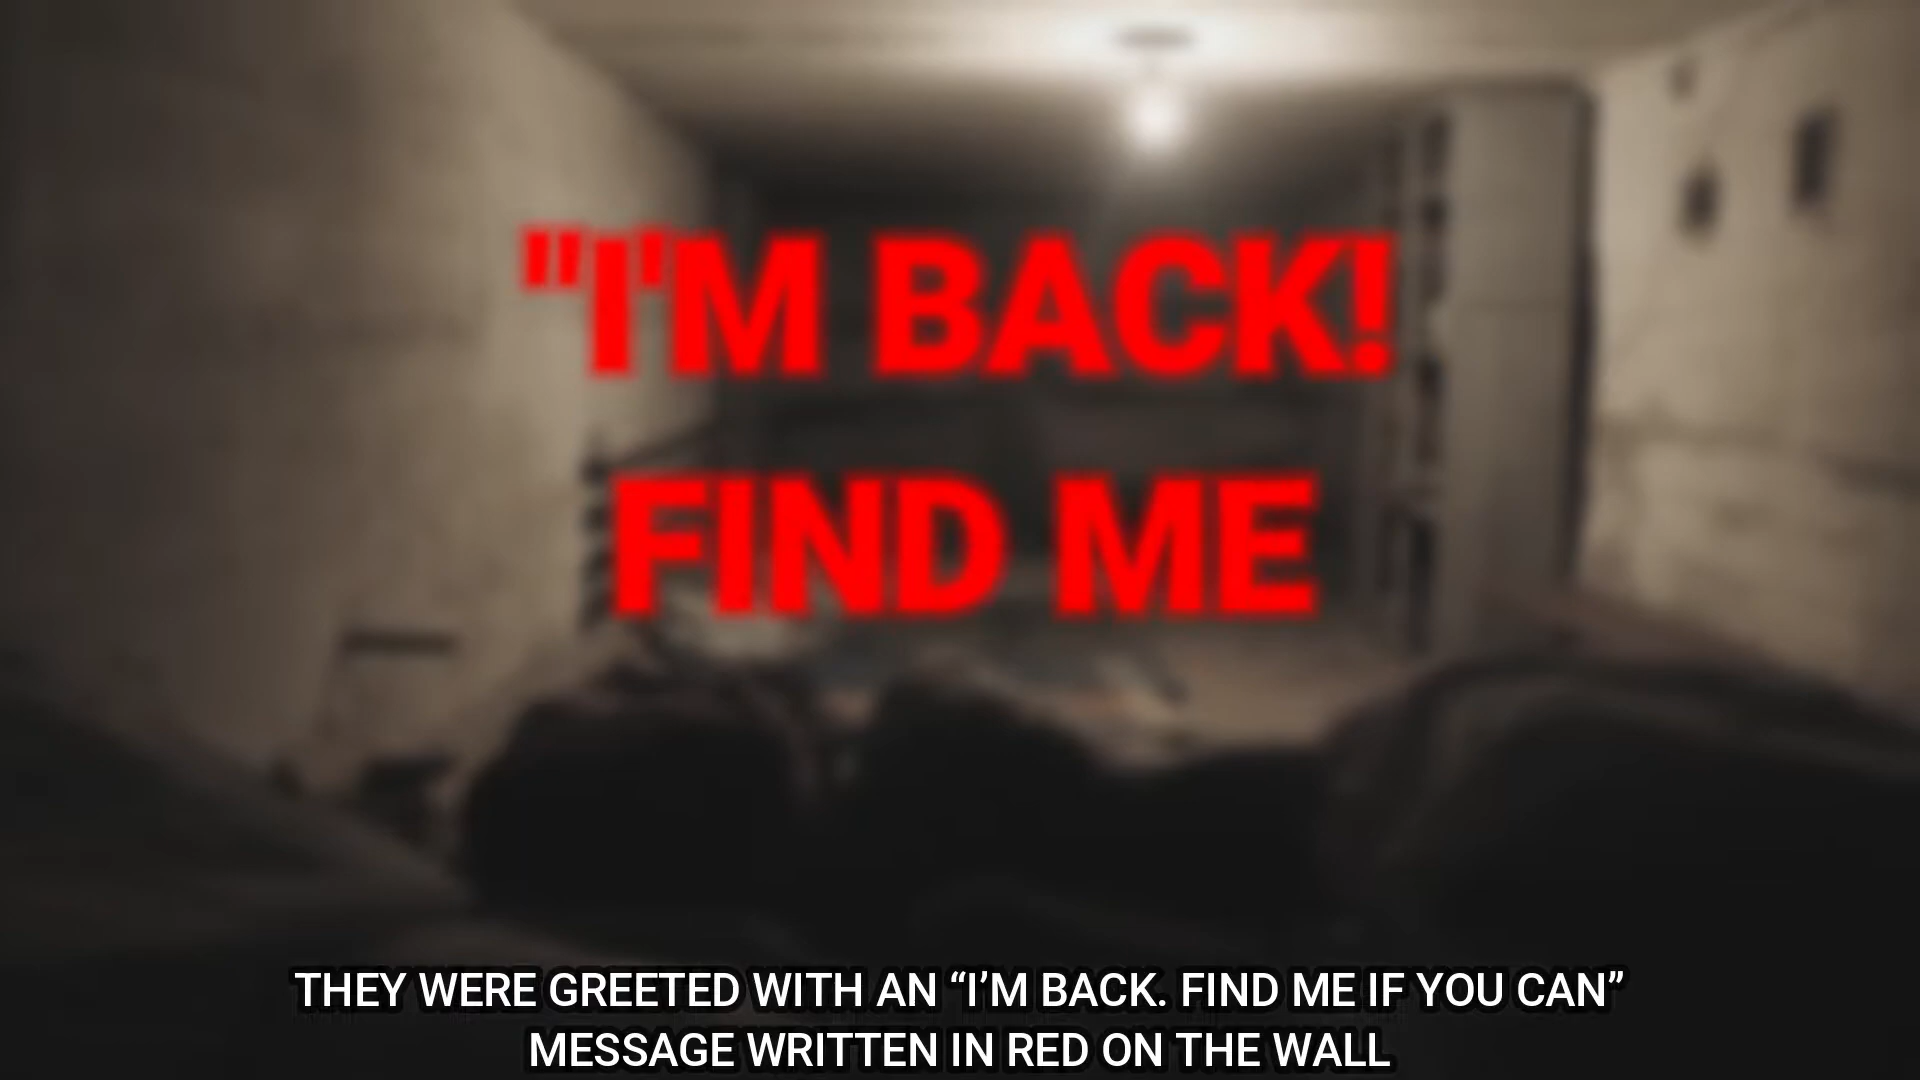 "I'M BACK!
FIND ME
THEY WERE GREETED WITH AN “I’M BACK. FIND ME IF YOU CAN”
MESSAGE WRITTEN IN RED ON THE WALL